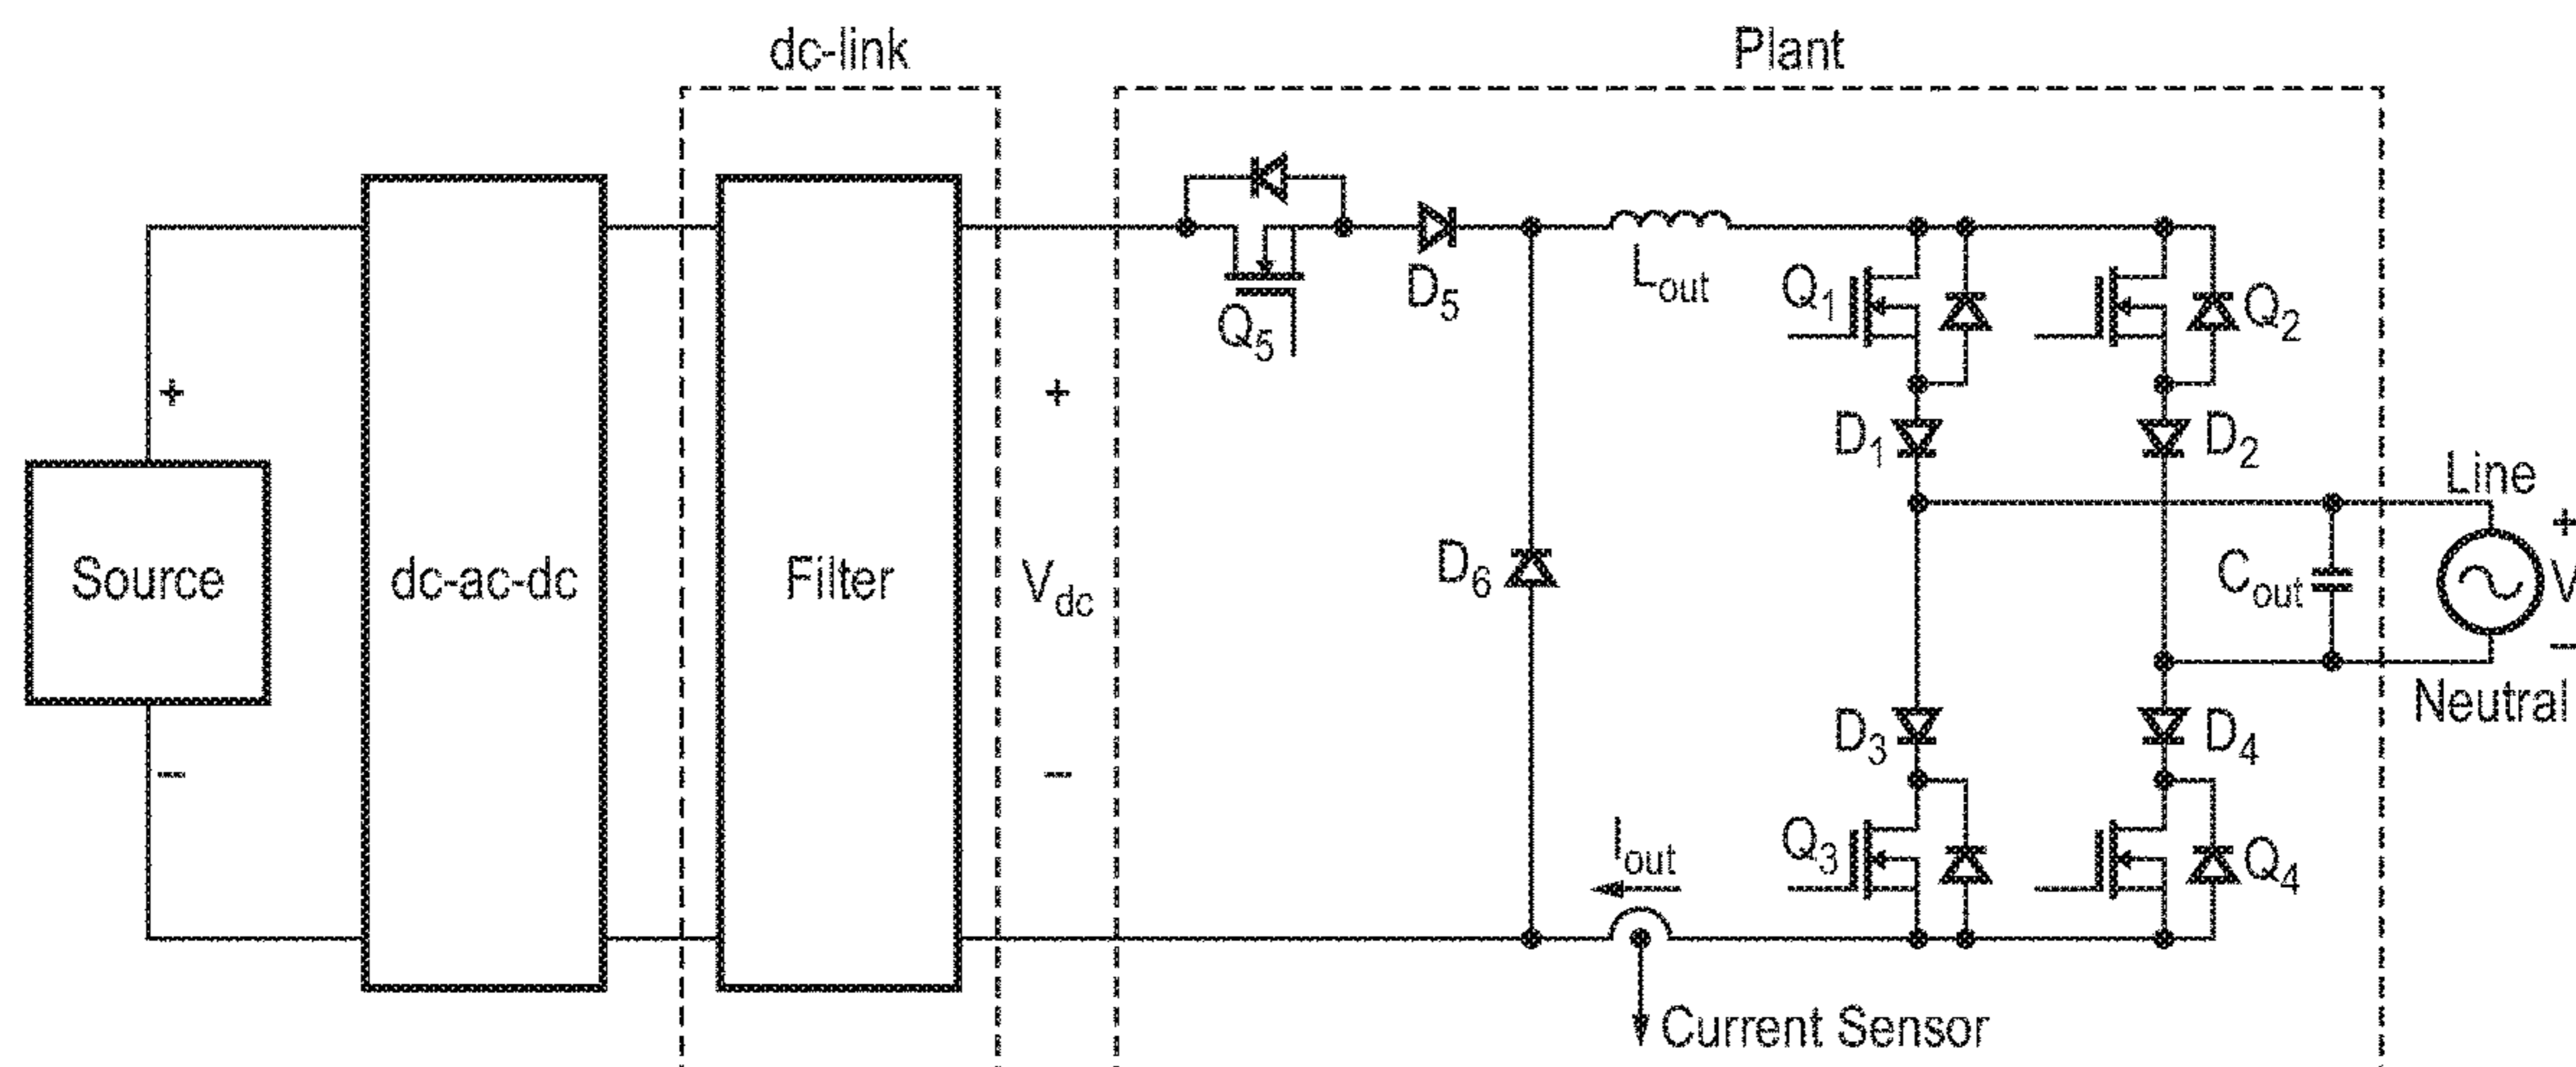 dc-link
Plant
Source
+
−
dc-ac-dc
Filter
+
Vdc
−
Q5
D5
D6
Lout
Q1
Q2
D1
D2
D3
D4
Q3
Q4
Iout
Current Sensor
Cout
Line
+
V
−
Neutral